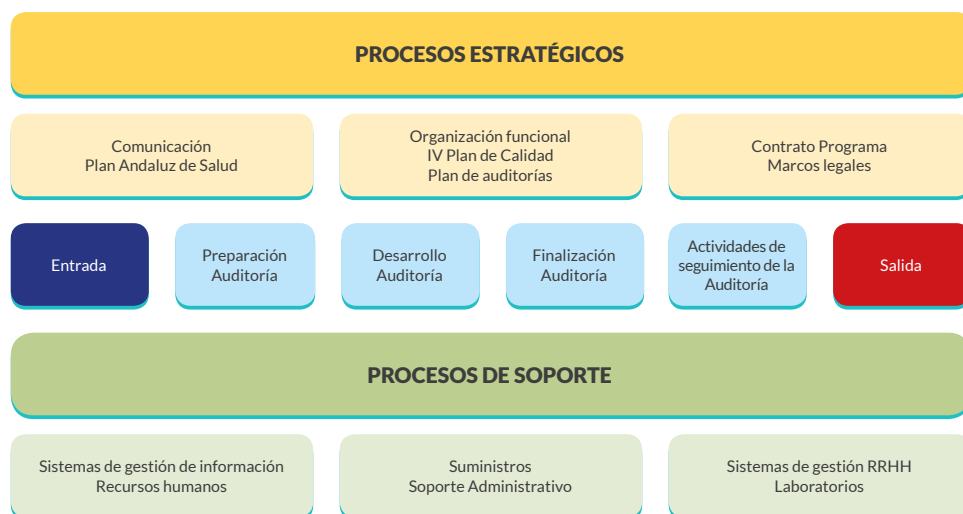 PROCESOS ESTRATÉGICOS
Comunicación
Plan Andaluz de Salud
Organización funcional
IV Plan de Calidad
Plan de auditorías
Contrato Programa
Marcos legales
Entrada
Preparación
Auditoría
Desarrollo
Auditoría
Finalización
Auditoría
Actividades de
seguimiento de la
Auditoría
Salida
PROCESOS DE SOPORTE
Sistemas de gestión de información
Recursos humanos
Suministros
Soporte Administrativo
Sistemas de gestión RRHH
Laboratorios